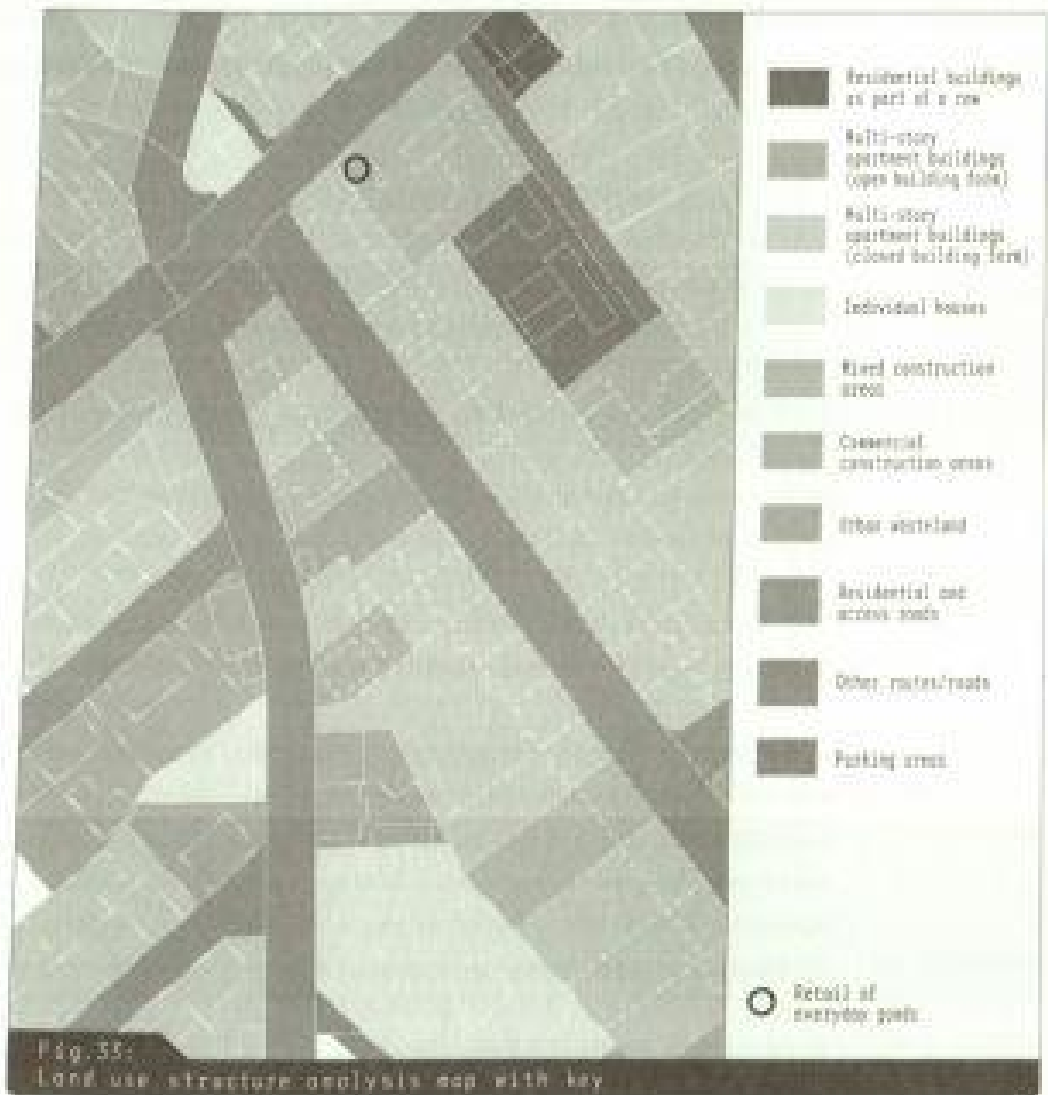 Residential buildings
as part of a row
Multi-story
apartment buildings
(open building form)
Multi-story
apartment buildings
(closed building form)
Individual houses
Mixed construction
areas
Commercial
construction areas
Urban wasteland
Residential and
access roads
Other routes/roads
Parking areas
Retail of
everyday goods
Fig.33:
Land use structure analysis map with key